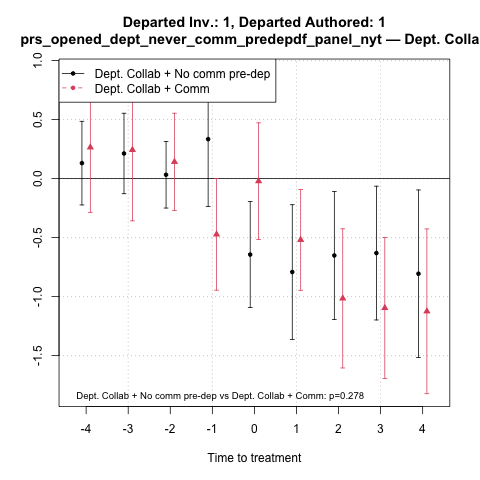 Departed Inv.: 1, Departed Authored: 1
prs_opened_dept_never_comm_predepdf_panel_nyt — Dept. Colla
1.0
Dept. Collab + No comm pre-dep
Dept. Collab + Comm
0.5
0.0
-0.5
-1.0
-1.5
Dept. Collab + No comm pre-dep vs Dept. Collab + Comm: p=0.278
-4 -3 -2 -1 0 1 2 3 4
Time to treatment